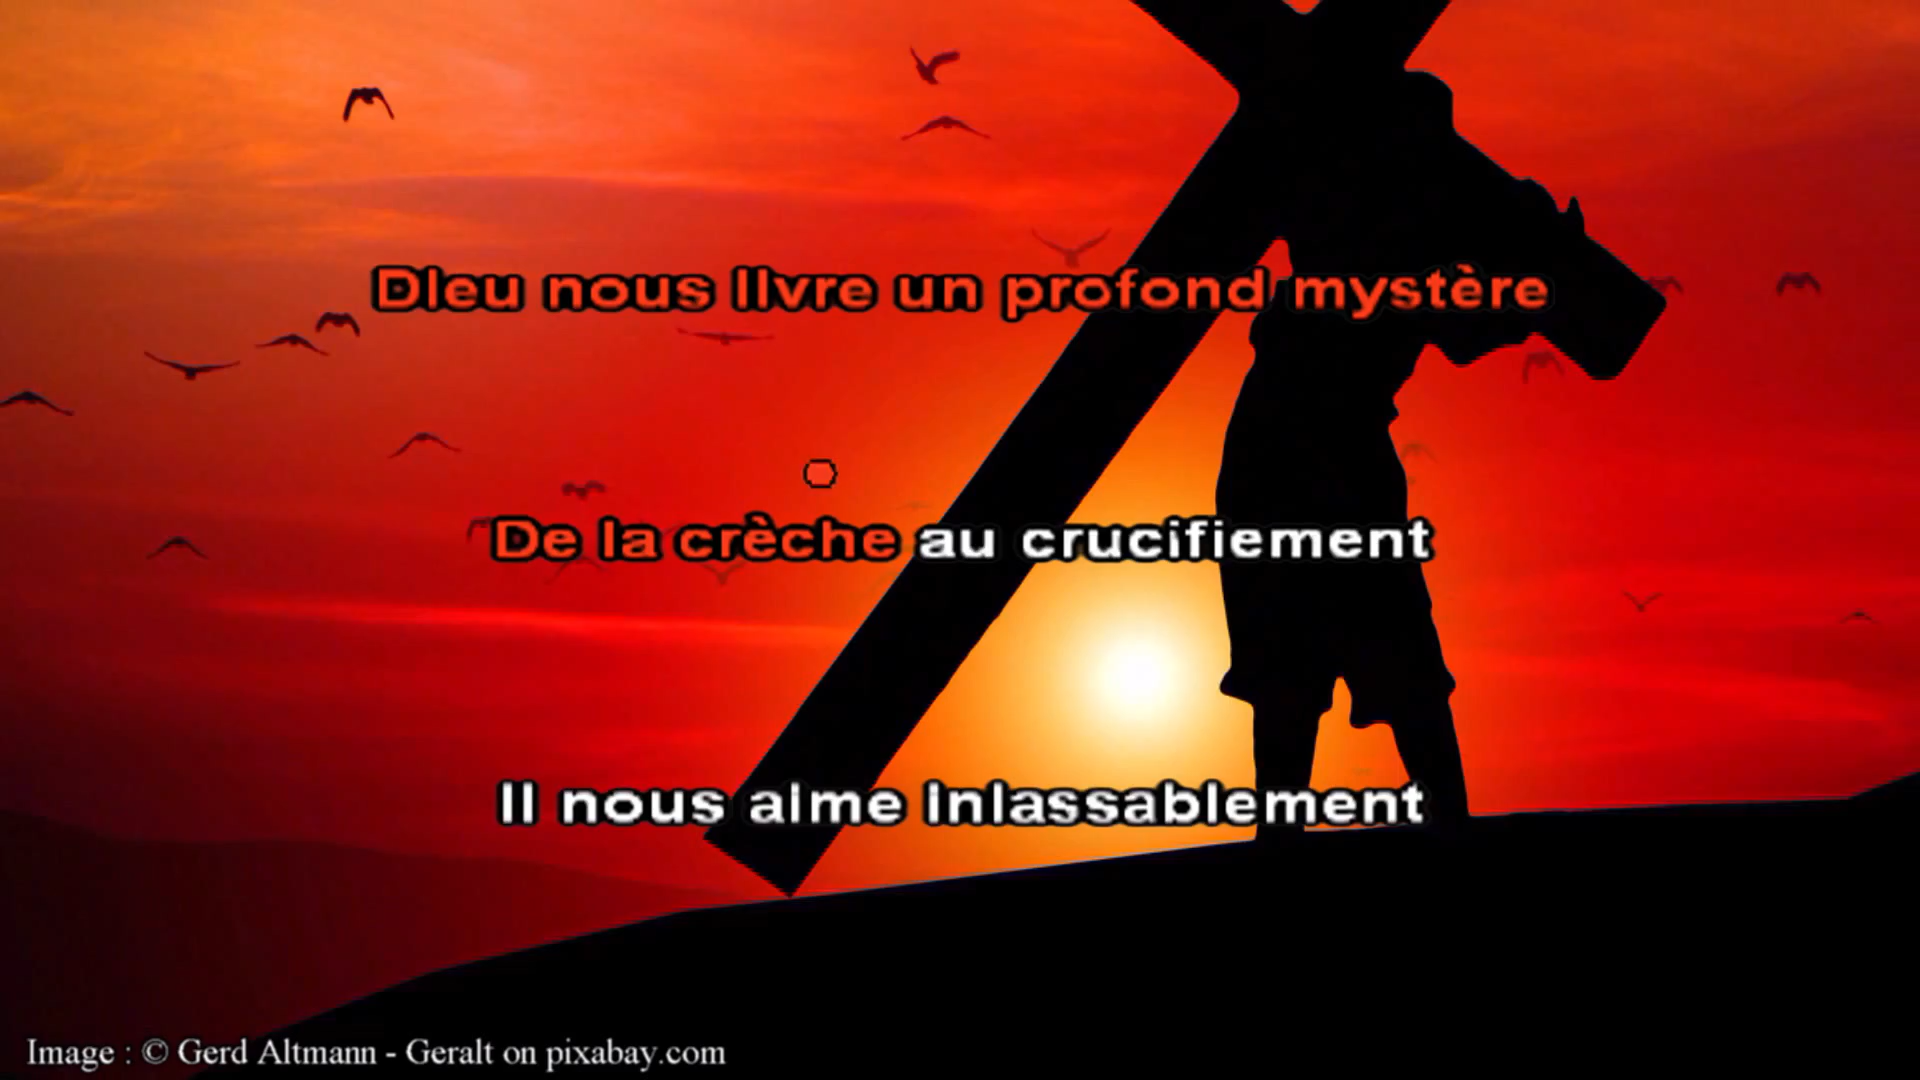 Dieu nous livre un profond mystère
De la crèche au crucifiement
Il nous aime inlassablement
Image : © Gerd Altmann - Geralt on pixabay.com